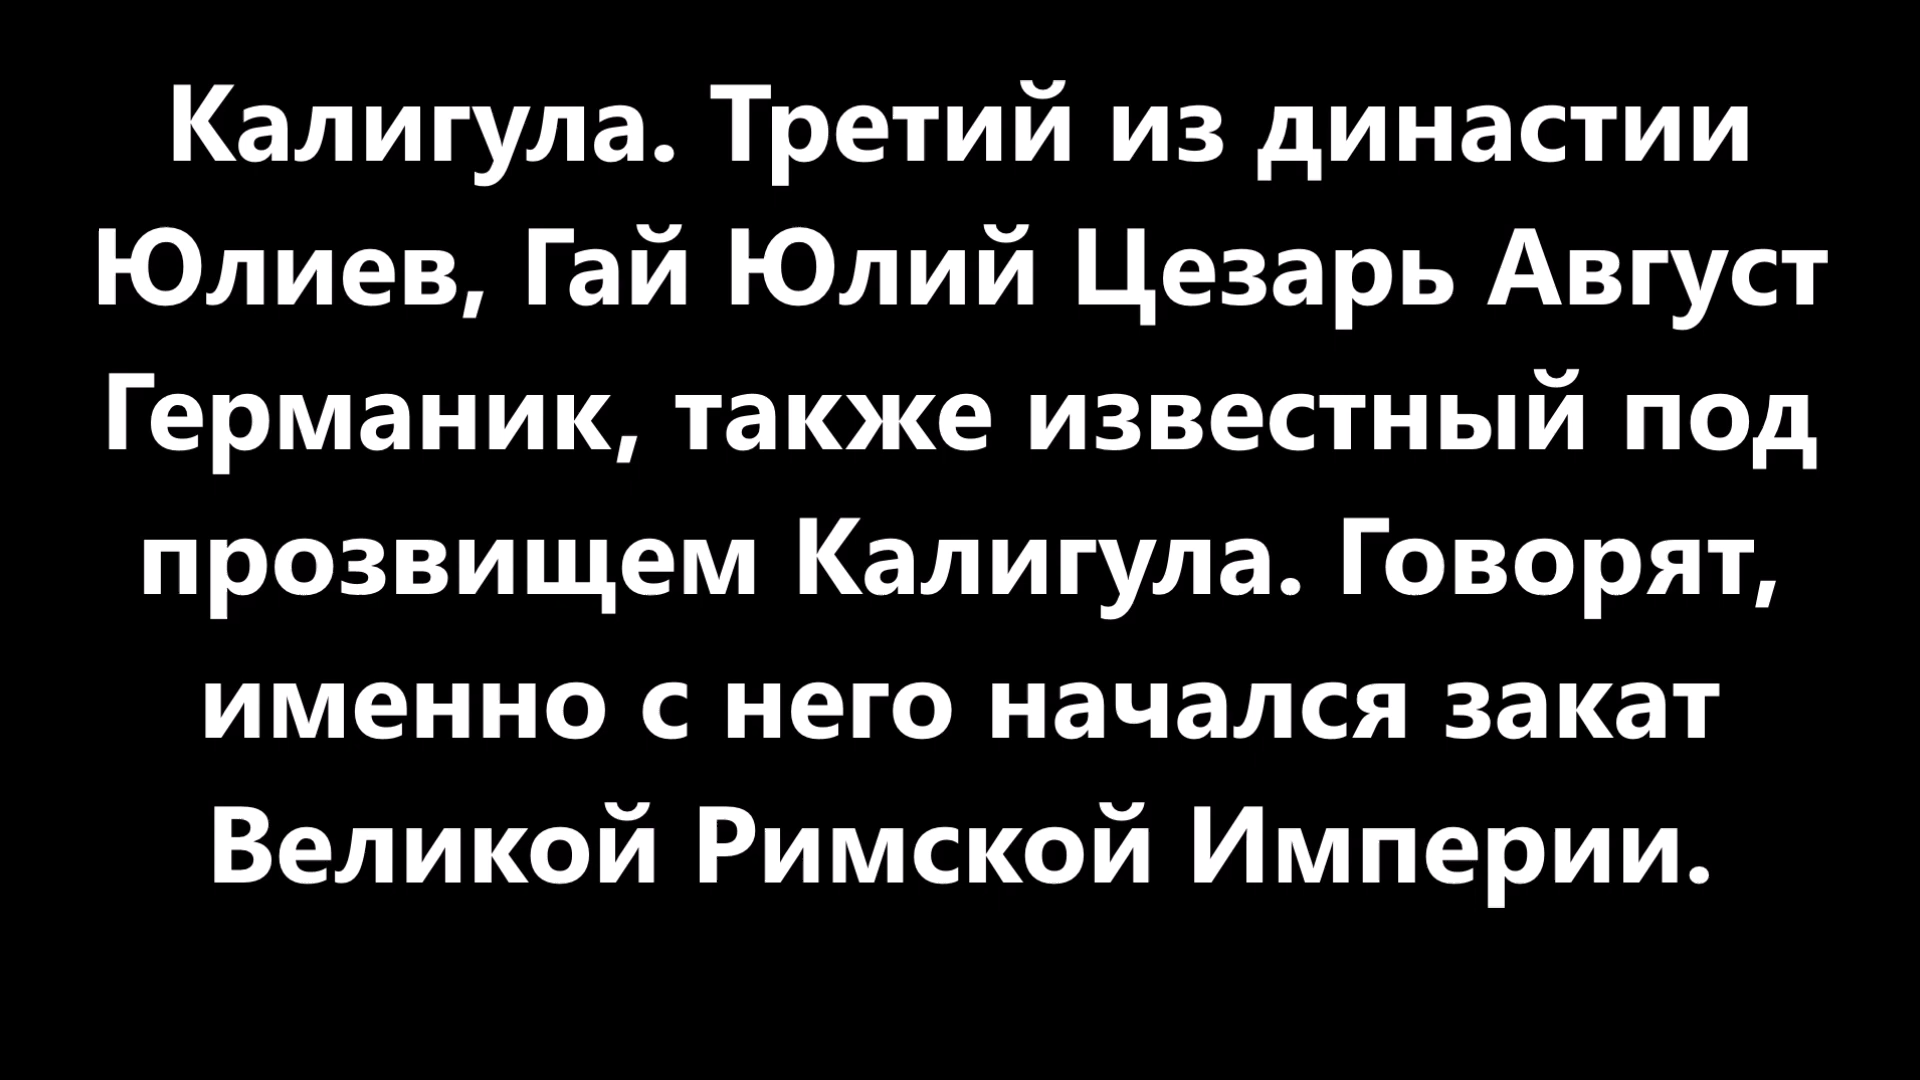 Калигула. Третий из династии
Юлиев, Гай Юлий Цезарь Август
Германик, также известный под
прозвищем Калигула. Говорят,
именно с него начался закат
Великой Римской Империи.